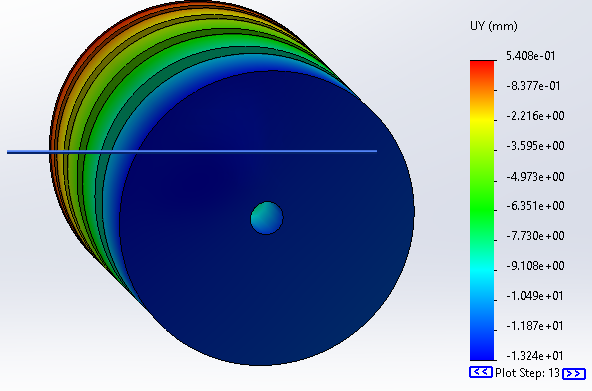 UY (mm)
5.408e-01
-8.377e-01
-2.216e+00
-3.595e+00
-4.973e+00
-6.351e+00
-7.730e+00
-9.108e+00
-1.049e+01
-1.187e+01
-1.324e+01
<< Plot Step: 13 >>